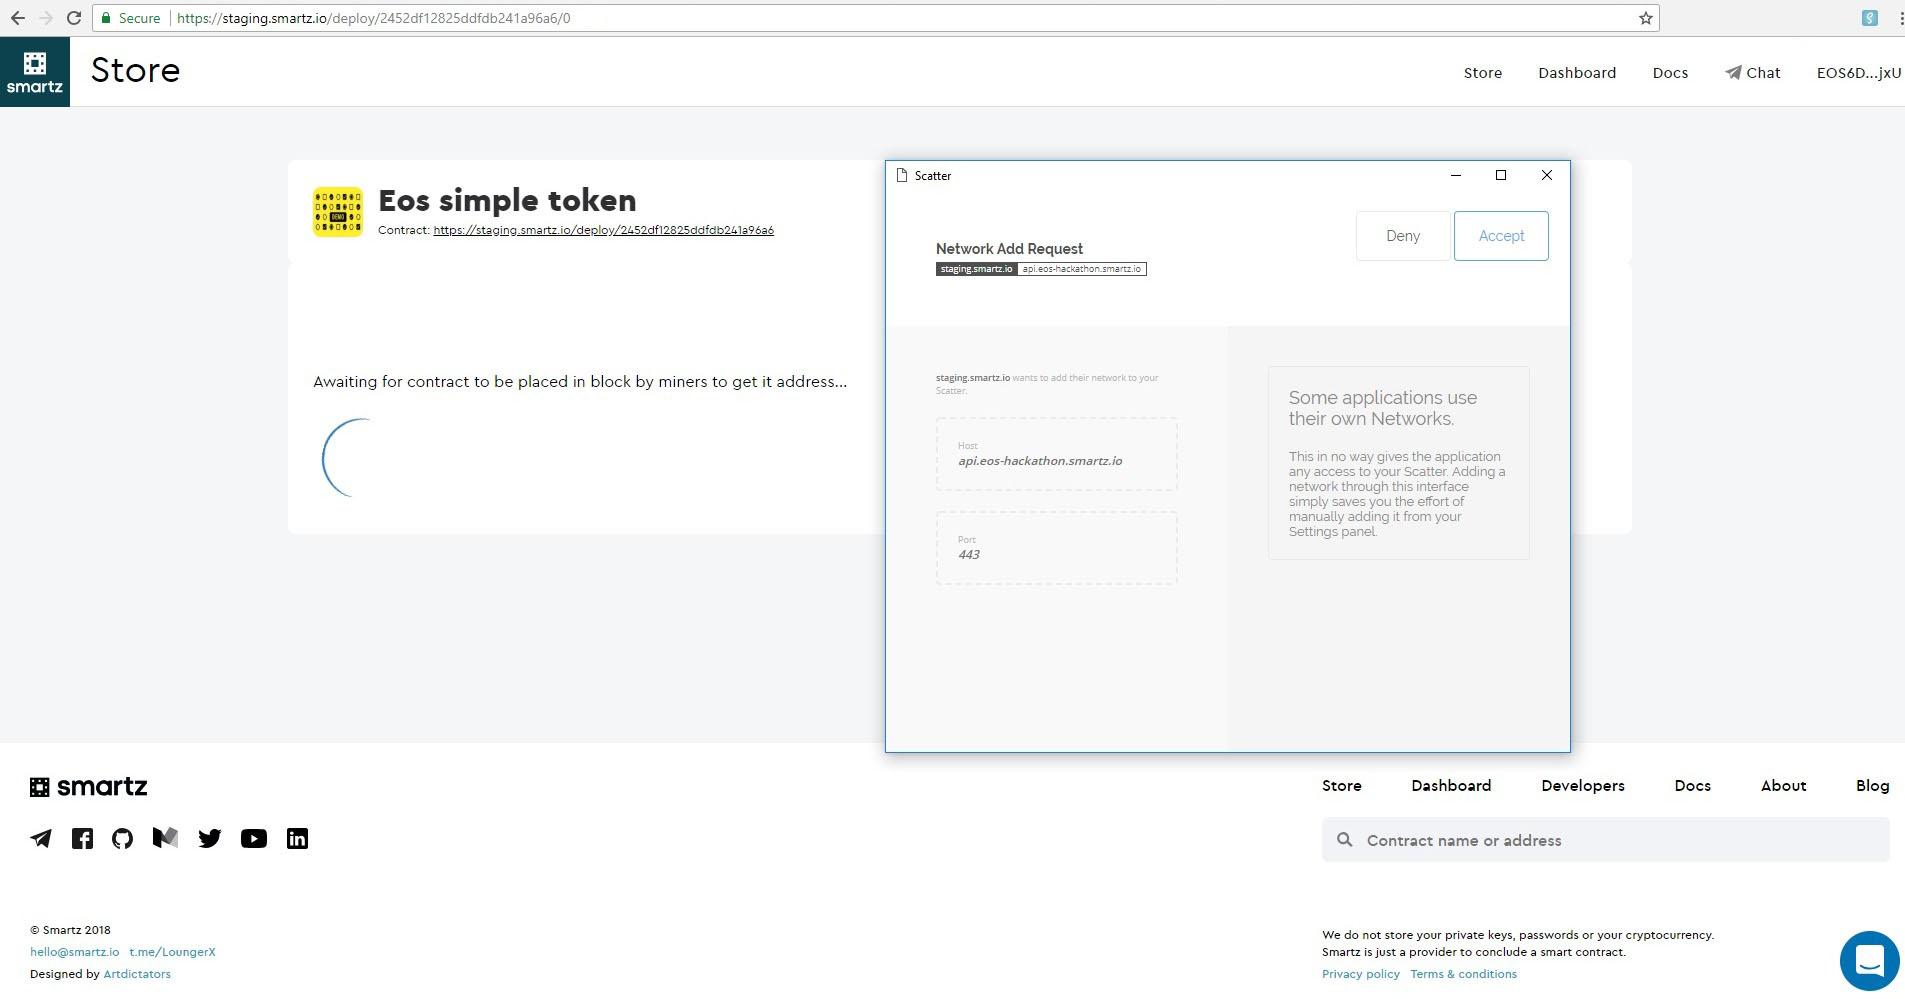 Secure
https://staging.smartz.io/deploy/2452df12825ddfdb241a96a6/0
smartz
Store
Store
Dashboard
Docs
Chat
EOS6D...jxU
DEMO
Eos simple token
Contract: https://staging.smartz.io/deploy/2452df12825ddfdb241a96a6
Awaiting for contract to be placed in block by miners to get it address...
Scatter
Deny
Accept
Network Add Request
staging.smartz.io api.eos-hackathon.smartz.io
staging.smartz.io wants to add their network to your
Scatter.
Host
api.eos-hackathon.smartz.io
Port
443
Some applications use
their own Networks.
This in no way gives the application
any access to your Scatter. Adding a
network through this interface
simply saves you the effort of
manually adding it from your
Settings panel.
smartz
Store
Dashboard
Developers
Docs
About
Blog
Contract name or address
© Smartz 2018
hello@smartz.io t.me/LoungerX
Designed by Artdictators
We do not store your private keys, passwords or your cryptocurrency.
Smartz is just a provider to conclude a smart contract.
Privacy policy Terms & conditions